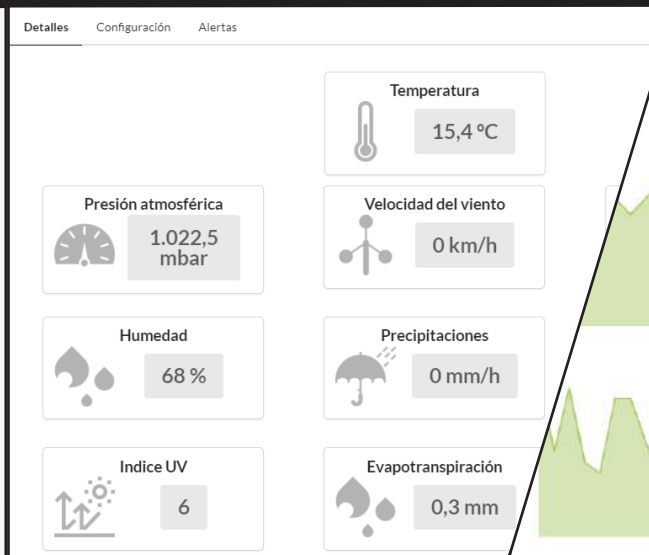 Detalles Configuración Alertas
Temperatura
15,4 ºC
Presión atmosférica
1.022,5
mbar
Velocidad del viento
0 km/h
Humedad
68 %
Precipitaciones
0 mm/h
Indice UV
6
Evapotranspiración
0,3 mm